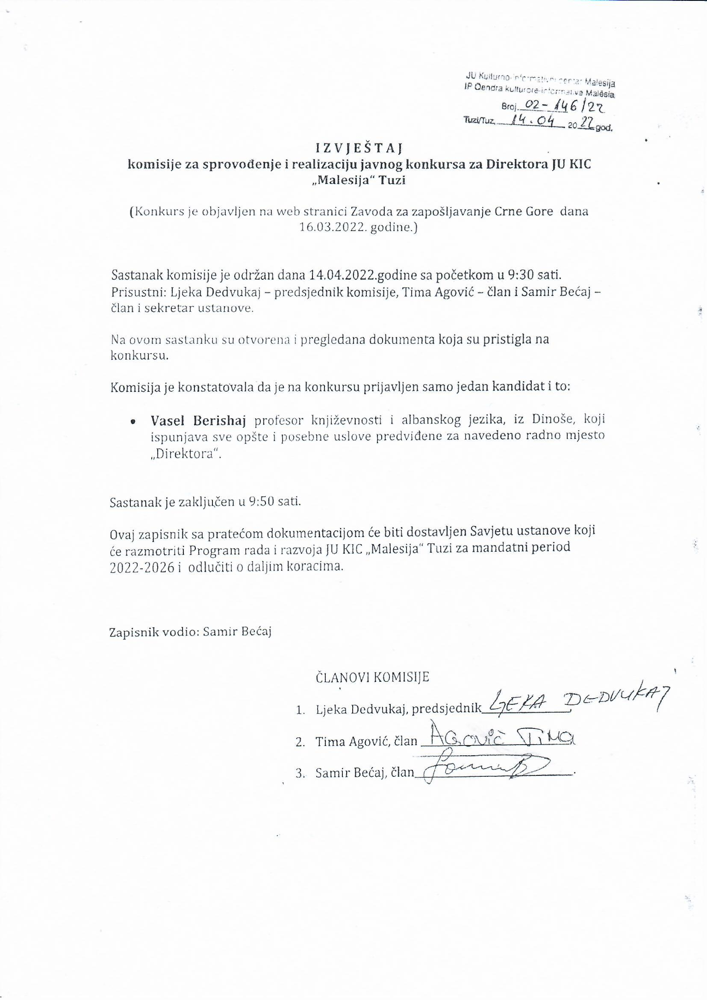 JU Kulturno-informativni centar Malesija
IP Qendra kulturore-informative Malësia
Broj. 02-146/22
Tuzi/Tuz, 14.04 2022 god.
IZVJEŠTAJ
komisije za sprovođenje i realizaciju javnog konkursa za Direktora JU KIC
„Malesija“ Tuzi
(Konkurs je objavljen na web stranici Zavoda za zapošljavanje Crne Gore dana
16.03.2022. godine.)
Sastanak komisije je održan dana 14.04.2022.godine sa početkom u 9:30 sati.
Prisustni: Ljeka Dedvukaj – predsjednik komisije, Tima Agović – član i Samir Bećaj –
član i sekretar ustanove.
Na ovom sastanku su otvorena i pregledana dokumenta koja su pristigla na
konkursu.
Komisija je konstatovala da je na konkursu prijavljen samo jedan kandidat i to:
• Vasel Berishaj profesor književnosti i albanskog jezika, iz Dinoše, koji
ispunjava sve opšte i posebne uslove predviđene za navedeno radno mjesto
„Direktora“.
Sastanak je zaključen u 9:50 sati.
Ovaj zapisnik sa pratećom dokumentacijom će biti dostavljen Savjetu ustanove koji
će razmotriti Program rada i razvoja JU KIC „Malesija“ Tuzi za mandatni period
2022-2026 i odlučiti o daljim koracima.
Zapisnik vodio: Samir Bećaj
ČLANOVI KOMISIJE
1. Ljeka Dedvukaj, predsjednik LJEKA DEDVUKAJ
2. Tima Agović, član Agović Tima
3. Samir Bećaj, član